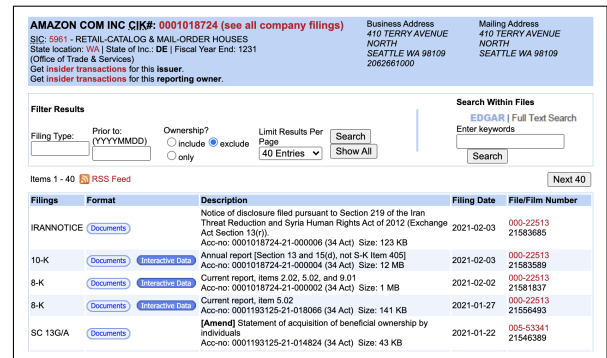 AMAZON COM INC CIK#: 0001018724 (see all company filings)
SIC: 5961 - RETAIL-CATALOG & MAIL-ORDER HOUSES
State location: WA | State of Inc.: DE | Fiscal Year End: 1231
(Office of Trade & Services)
Get insider transactions for this issuer.
Get insider transactions for this reporting owner.
Business Address
410 TERRY AVENUE
NORTH
SEATTLE WA 98109
2062661000
Mailing Address
410 TERRY AVENUE
NORTH
SEATTLE WA 98109
Filter Results
Filing Type:
Prior to:
(YYYYMMDD)
Ownership?
include exclude
only
Limit Results Per
Page
40 Entries
Search
Show All
Search Within Files
EDGAR | Full Text Search
Enter keywords
Search
Items 1 - 40 RSS Feed
Next 40
Filings Format Description Filing Date File/Film Number
IRANNOTICE Documents
Notice of disclosure filed pursuant to Section 219 of the Iran
Threat Reduction and Syria Human Rights Act of 2012 (Exchange
Act Section 13(r)).
Acc-no: 0001018724-21-000006 (34 Act) Size: 123 KB
2021-02-03
000-22513
21583685
10-K Documents Interactive Data
Annual report [Section 13 and 15(d), not S-K Item 405]
Acc-no: 0001018724-21-000004 (34 Act) Size: 12 MB
2021-02-03
000-22513
21583589
8-K Documents Interactive Data
Current report, items 2.02, 5.02, and 9.01
Acc-no: 0001018724-21-000002 (34 Act) Size: 1 MB
2021-02-02
000-22513
21581837
8-K Documents Interactive Data
Current report, item 5.02
Acc-no: 0001193125-21-018066 (34 Act) Size: 141 KB
2021-01-27
000-22513
21556493
SC 13G/A Documents
[Amend] Statement of acquisition of beneficial ownership by
individuals
Acc-no: 0001193125-21-014824 (34 Act) Size: 43 KB
2021-01-22
005-53341
21546389